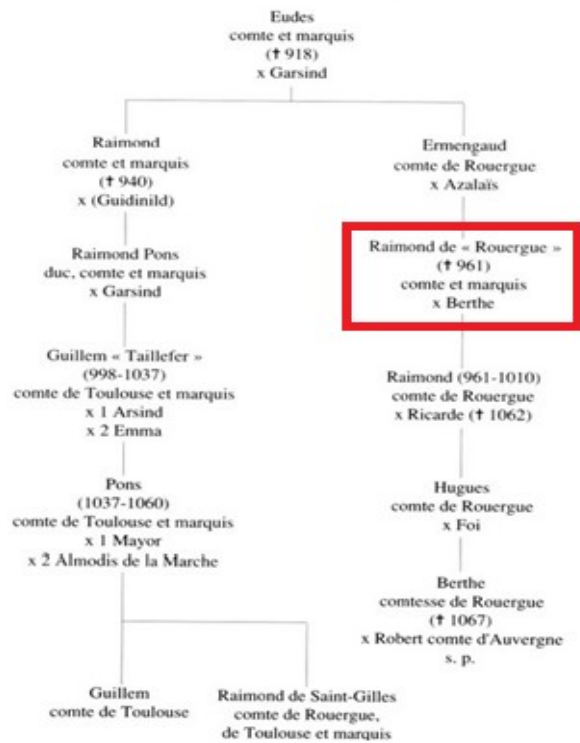 Eudes
comte et marquis
(† 918)
x Garsind
Raimond
comte et marquis
(† 940)
x (Guidinild)
Raimond Pons
duc, comte et marquis
x Garsind
Guillem « Taillefer »
(998-1037)
comte de Toulouse et marquis
x 1 Arsind
x 2 Emma
Pons
(1037-1060)
comte de Toulouse et marquis
x 1 Mayor
x 2 Almodis de la Marche
Guillem
comte de Toulouse
Raimond de Saint-Gilles
comte de Rouergue,
de Toulouse et marquis
Ermengaud
comte de Rouergue
x Azalaïs
Raimond de « Rouergue »
(† 961)
comte et marquis
x Berthe
Raimond (961-1010)
comte de Rouergue
x Ricarde († 1062)
Hugues
comte de Rouergue
x Foi
Berthe
comtesse de Rouergue
(† 1067)
x Robert comte d'Auvergne
s. p.